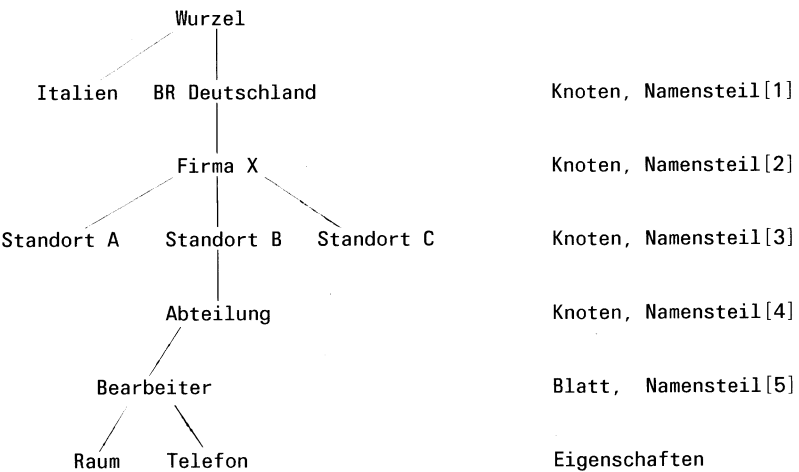 Wurzel
Italien BR Deutschland Knoten, Namensteil[1]
Firma X Knoten, Namensteil[2]
Standort A Standort B Standort C Knoten, Namensteil[3]
Abteilung Knoten, Namensteil[4]
Bearbeiter Blatt, Namensteil[5]
Raum Telefon Eigenschaften